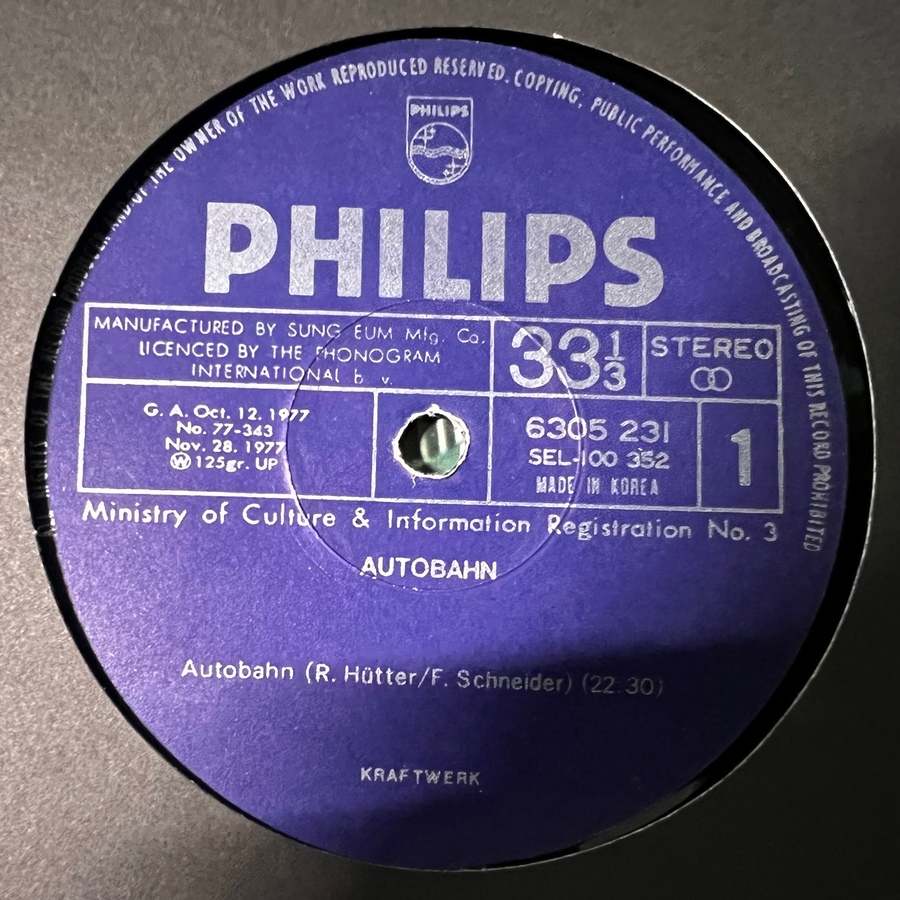 OF THE OWNER OF THE WORK REPRODUCED RESERVED. COPYING, PUBLIC PERFORMANCE AND BROADCASTING OF THIS RECORD PROHIBITED
PHILIPS
PHILIPS
MANUFACTURED BY SUNG EUM Mfg. Co.
LICENCED BY THE PHONOGRAM
INTERNATIONAL b. v.
33 1/3
STEREO
G. A. Oct. 12. 1977
No. 77-343
Nov. 28. 1977
Ⓦ 125gr. UP
6305 231
SEL-100 352
MADE IN KOREA
1
Ministry of Culture & Information Registration No. 3
AUTOBAHN
Autobahn (R. Hütter/F. Schneider) (22:30)
KRAFTWERK